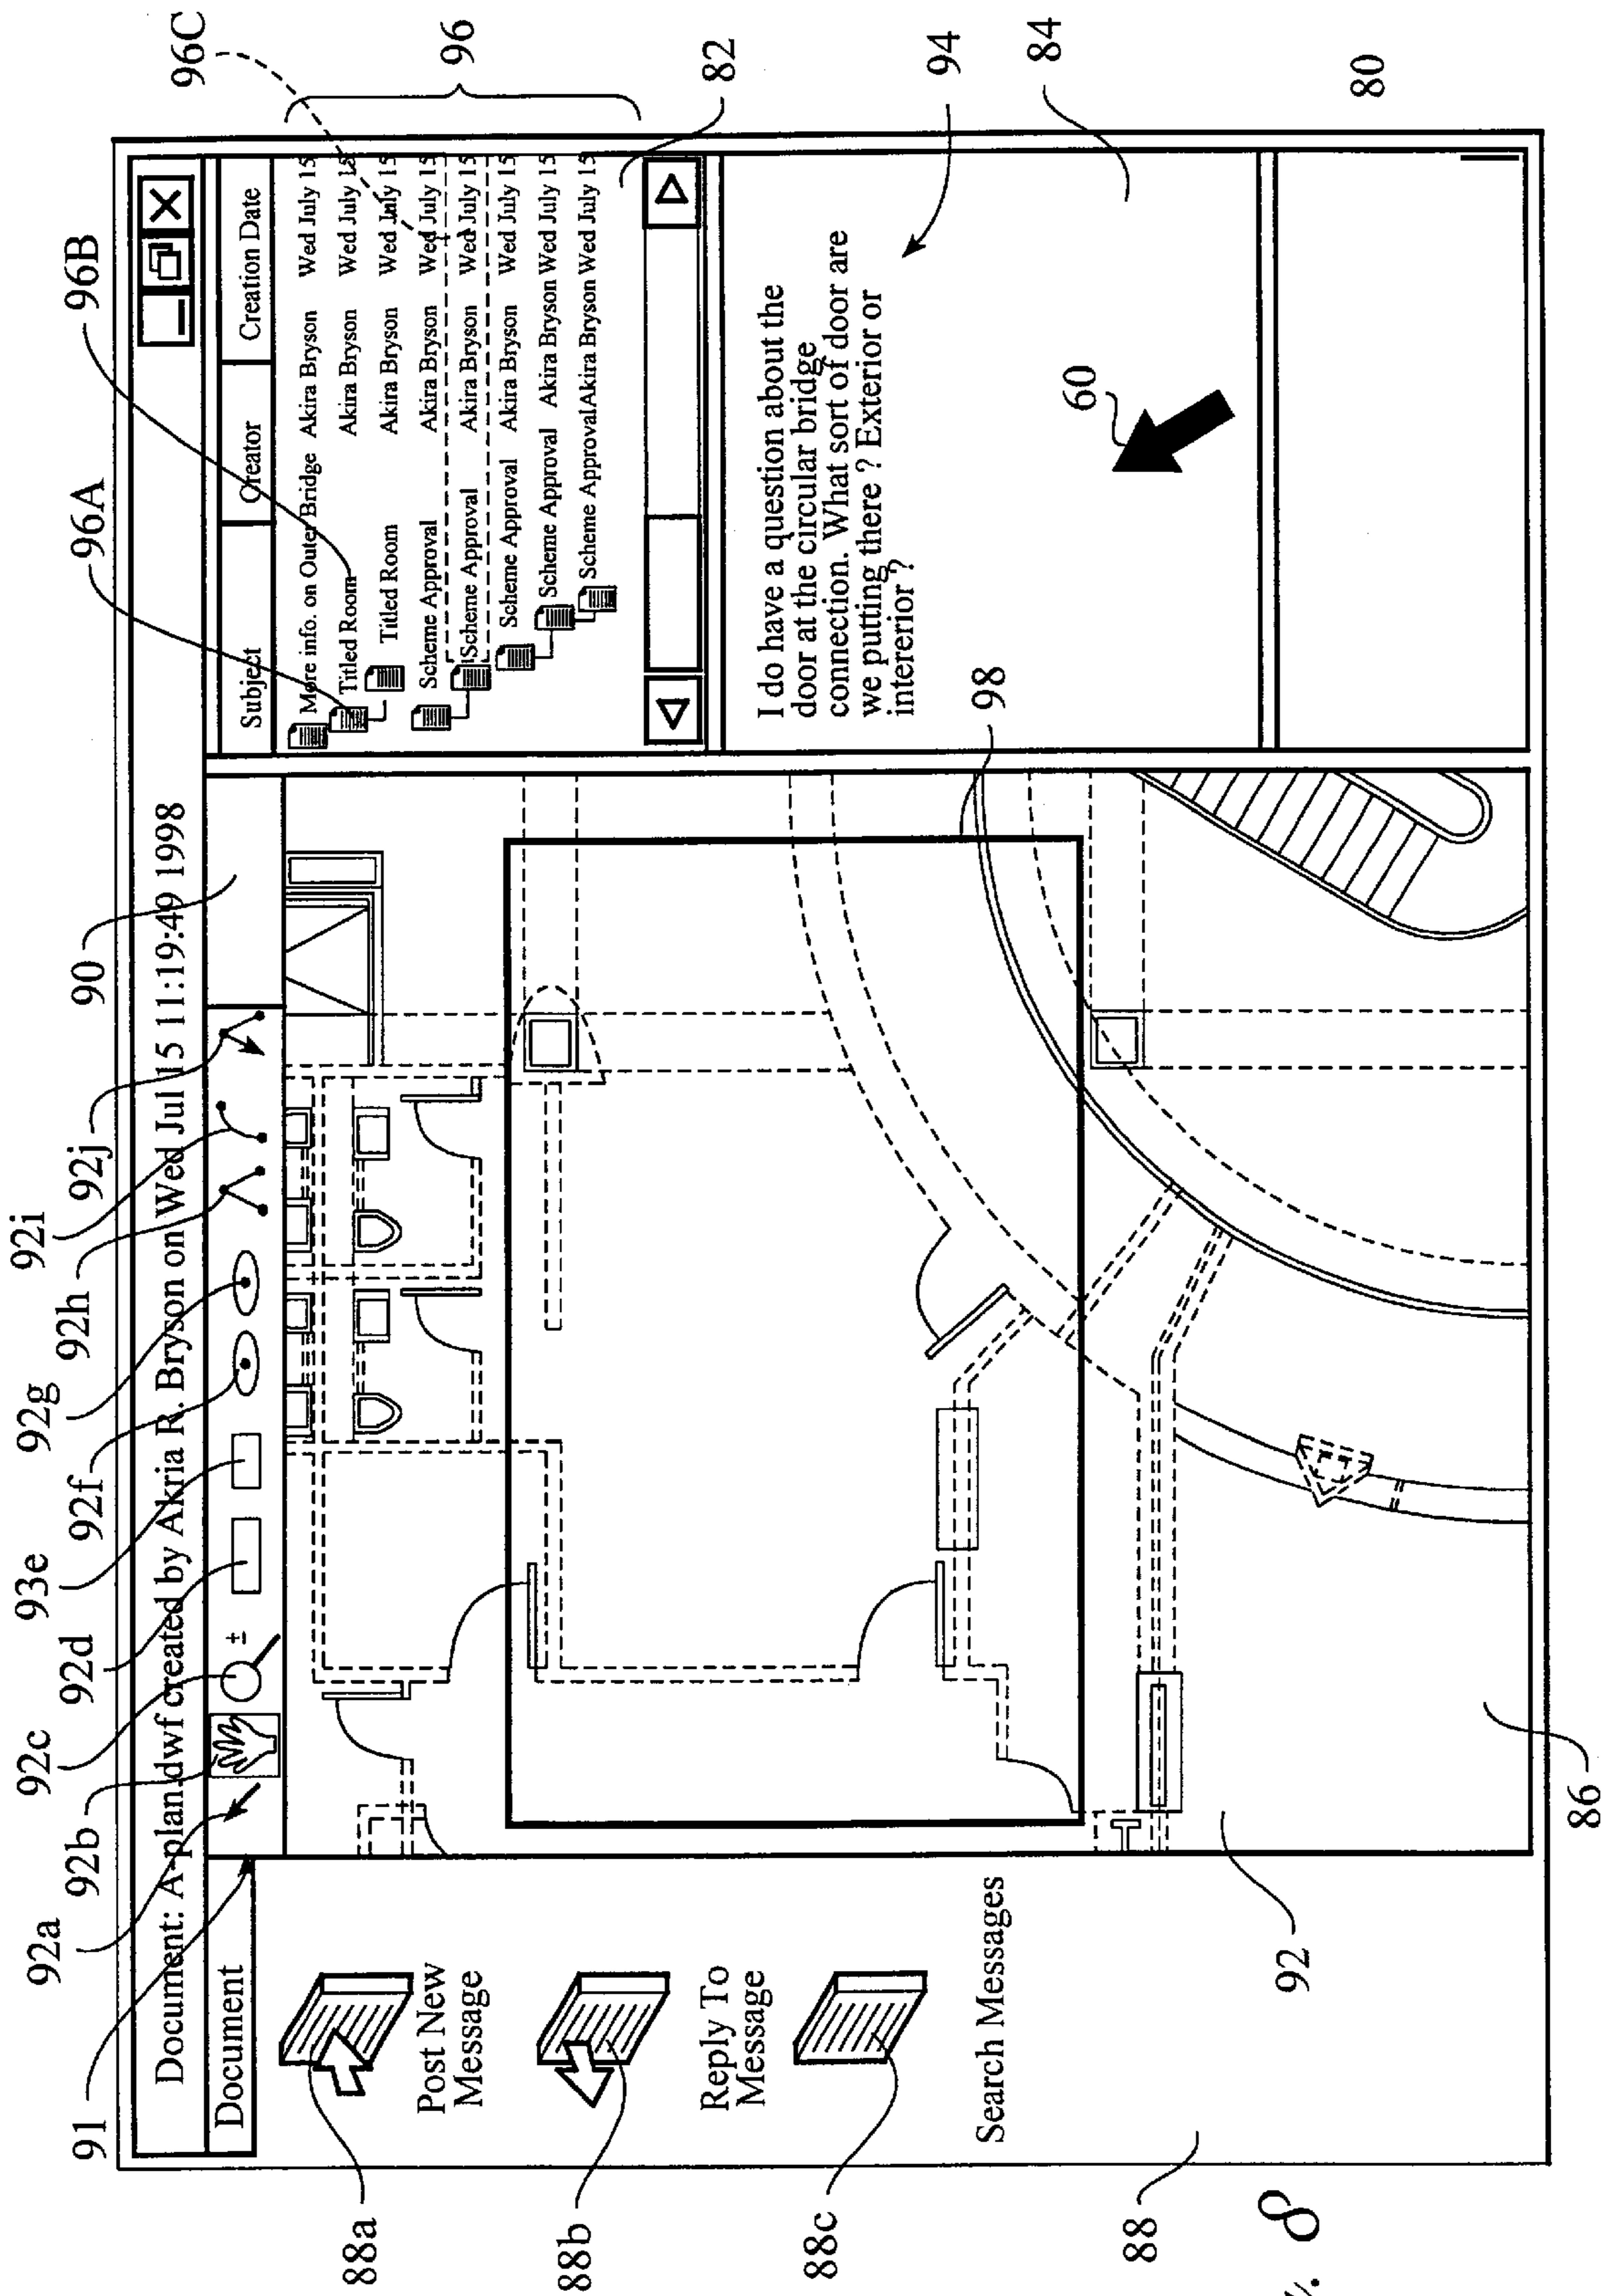 91
92a
92b
92c
92d
93e
92f
92g
92h
92i
92j
90
96A
96B
96C
Document: A-plan.dwf created by Akria R. Bryson on Wed Jul 15 11:19:49 1998
Document
±
Subject Creator Creation Date
More info. on Outer Bridge Akira Bryson Wed July 15
Titled Room Akira Bryson Wed July 15
Titled Room Akira Bryson Wed July 15
Scheme Approval Akira Bryson Wed July 15
Scheme Approval Akira Bryson Wed July 15
Scheme Approval Akira Bryson Wed July 15
Scheme Approval Akira Bryson Wed July 15
Scheme Approval Akira Bryson Wed July 15
96
82
Post New
Message
Reply To
Message
Search Messages
I do have a question about the
door at the circular bridge
connection. What sort of door are
we putting there ? Exterior or
intererior ?
94
84
60
98
80
88a
88b
88c
88
92
86
8